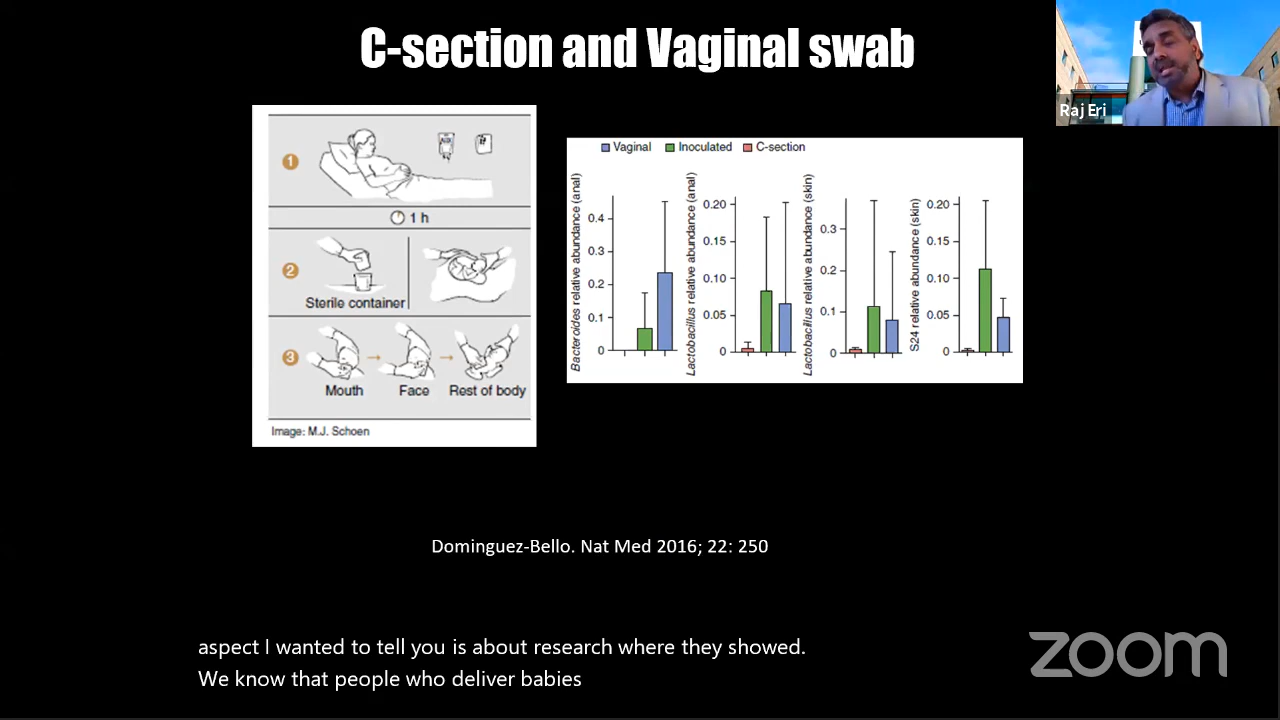 C-section and Vaginal swab
Raj Eri
1
1 h
2
Sterile container
3
Mouth
Face
Rest of body
Image: M.J. Schoen
Vaginal
Inoculated
C-section
Bacteroides relative abundance (anal)
0.4
0.3
0.2
0.1
0
Lactobacillus relative abundance (anal)
0.20
0.15
0.10
0.05
0
Lactobacillus relative abundance (skin)
0.3
0.2
0.1
0
S24 relative abundance (skin)
0.20
0.15
0.10
0.05
0
Dominguez-Bello. Nat Med 2016; 22: 250
aspect I wanted to tell you is about research where they showed.
We know that people who deliver babies
zoom